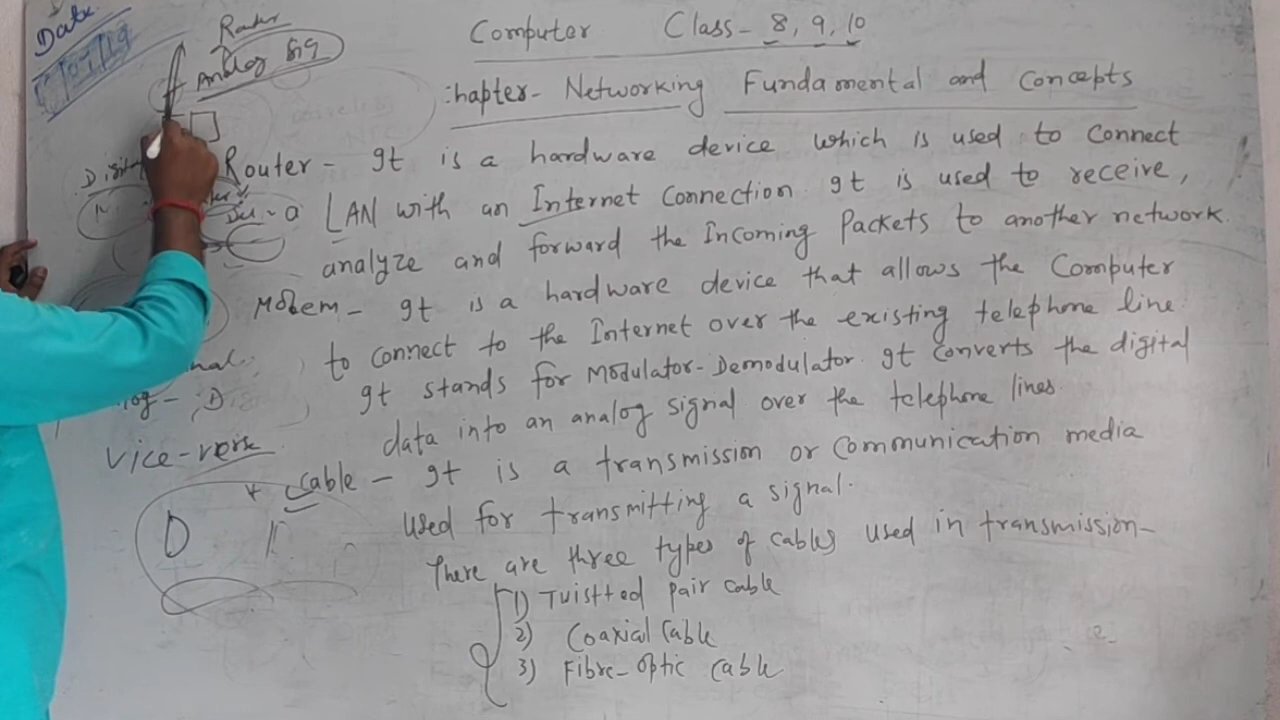 Date
Router
Analog sig
Computer Class- 8, 9, 10
:hapter- Networking Fundamental and Concepts
Router - It is a hardware device which is used to connect
a LAN with an Internet Connection. It is used to receive,
analyze and forward the Incoming Packets to another network.
Modem - It is a hardware device that allows the Computer
to connect to the Internet over the existing telephone line
It stands for Modulator-Demodulator. It converts the digital
data into an analog signal over the telephone lines.
Vice-versa
Cable - It is a transmission or communication media
used for transmitting a signal.
There are three types of cables used in transmission-
1) Twistted pair cable
2) Coaxial Cable
3) Fibre-optic cable
D